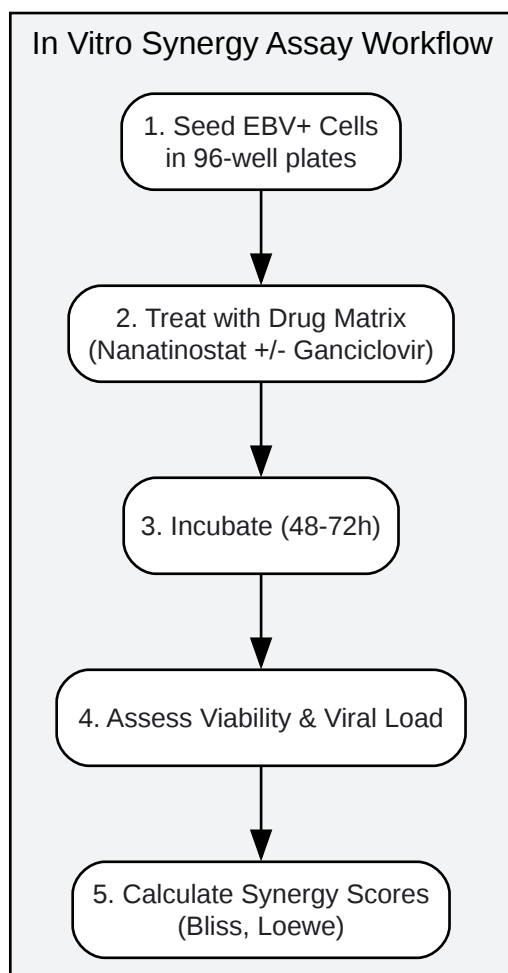 In Vitro Synergy Assay Workflow
1. Seed EBV+ Cells
in 96-well plates
2. Treat with Drug Matrix
(Nanatinostat +/- Ganciclovir)
3. Incubate (48-72h)
4. Assess Viability & Viral Load
5. Calculate Synergy Scores
(Bliss, Loewe)